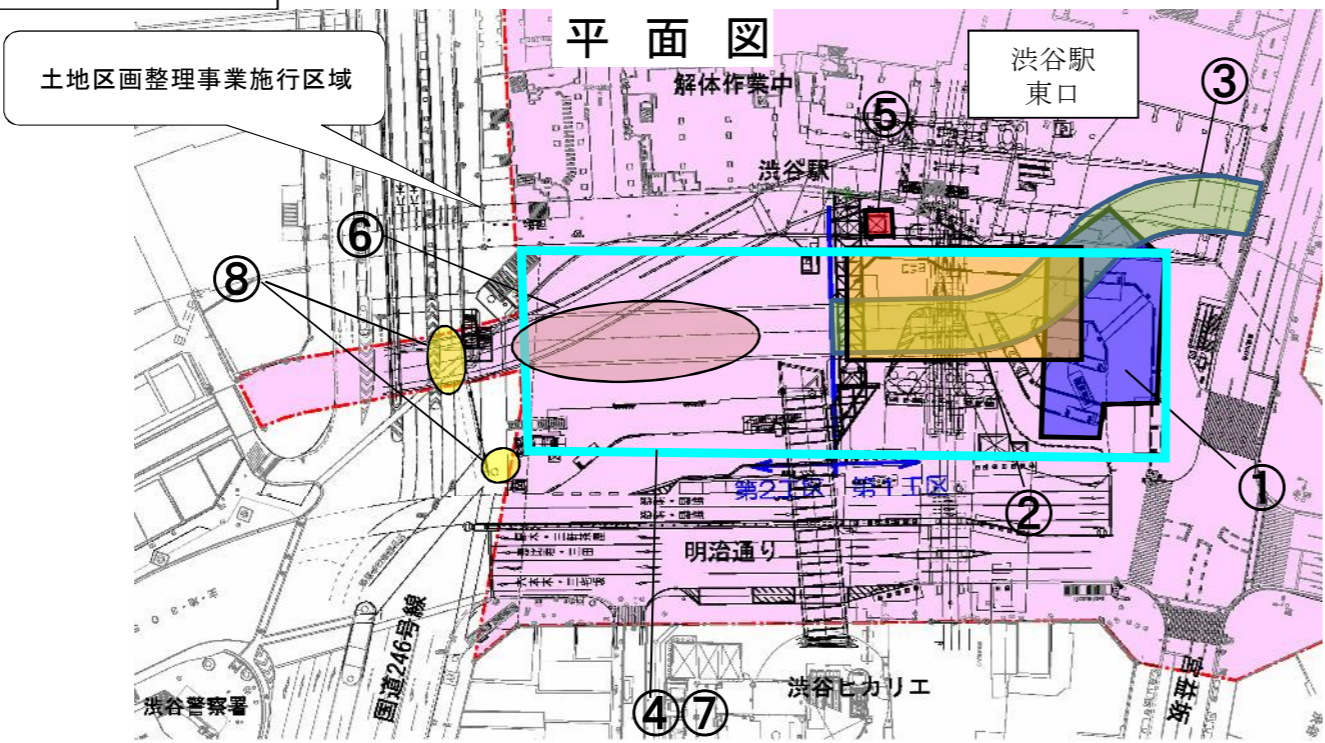 平面図
土地区画整理事業施行区域
解体作業中
渋谷駅
東口
③
⑤
渋谷駅
⑥
⑧
①
第2工区 第1工区
②
明治通り
国道246号線
渋谷警察署
渋谷ヒカリエ
宮益坂
④⑦